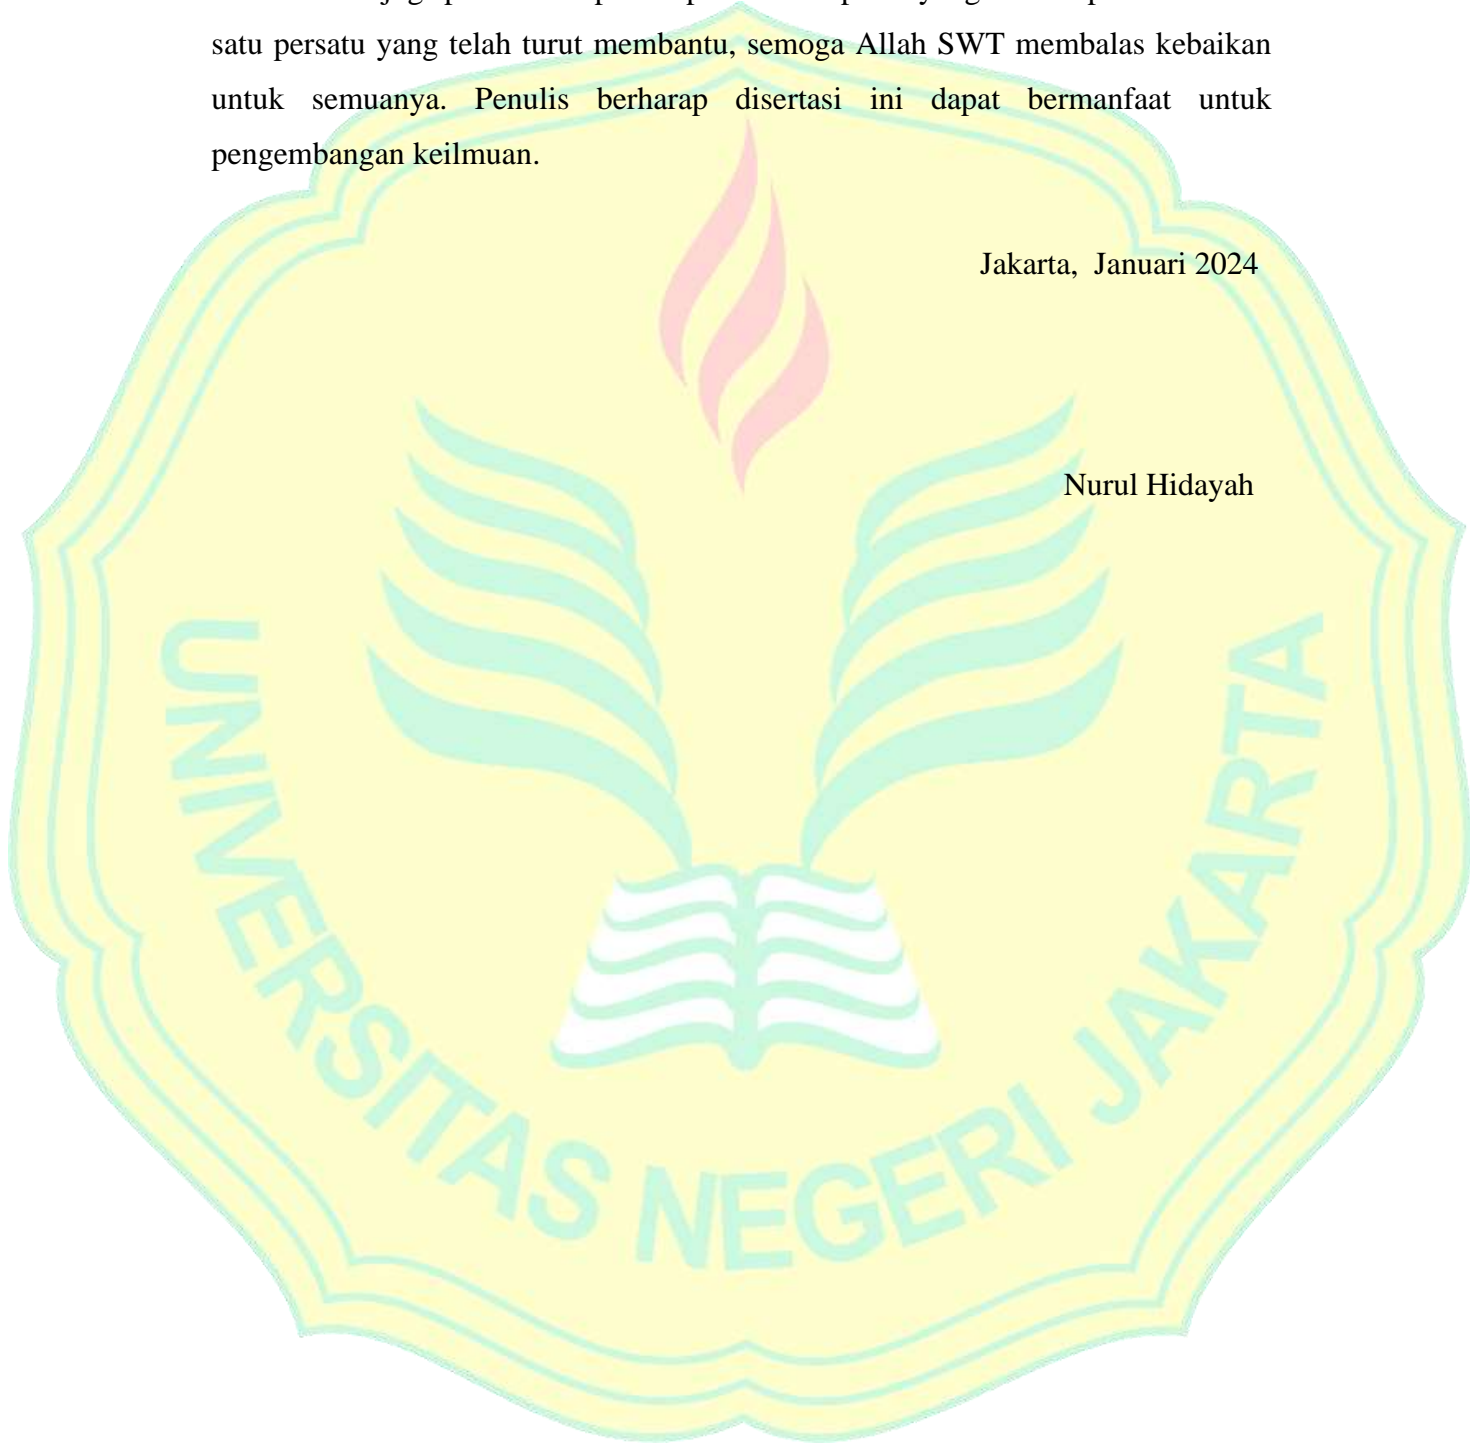 satu persatu yang telah turut membantu, semoga Allah SWT membalas kebaikan
untuk semuanya. Penulis berharap disertasi ini dapat bermanfaat untuk
pengembangan keilmuan.
Jakarta,  Januari 2024
Nurul Hidayah
UNIVERSITAS NEGERI JAKARTA